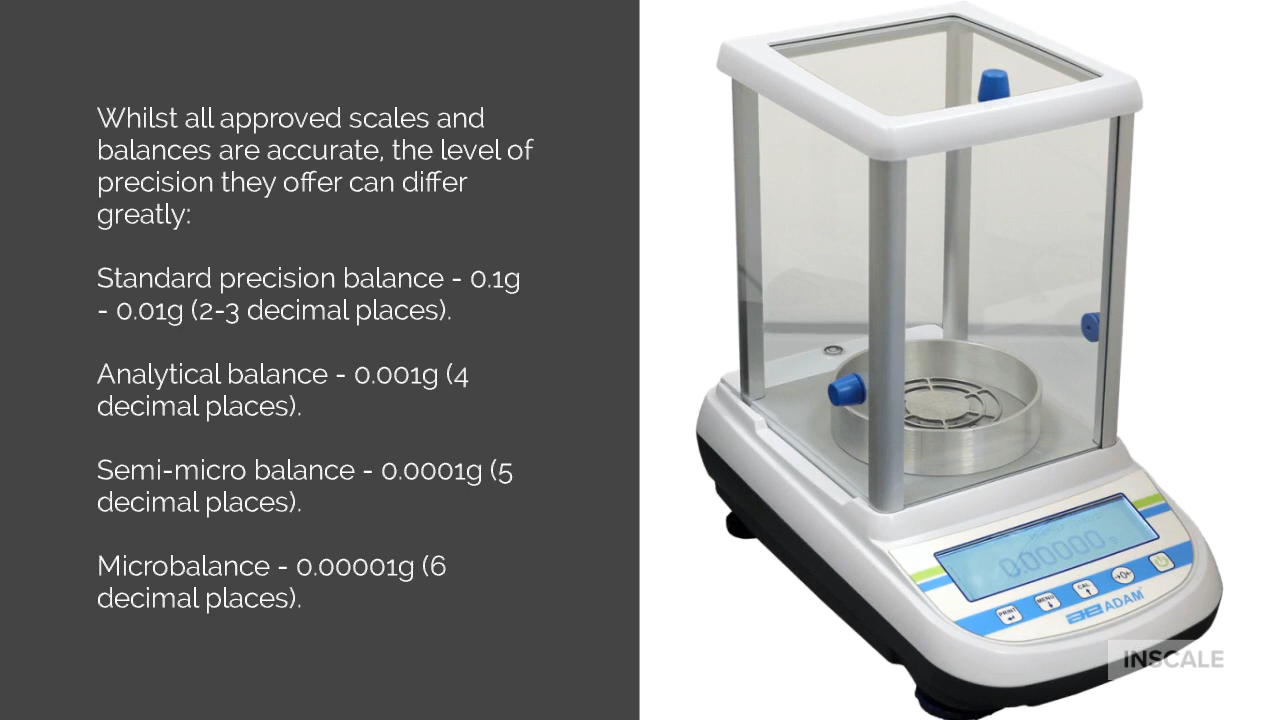 Whilst all approved scales and
balances are accurate, the level of
precision they offer can differ
greatly:
Standard precision balance - 0.1g
- 0.01g (2-3 decimal places).
Analytical balance - 0.001g (4
decimal places).
Semi-micro balance - 0.0001g (5
decimal places).
Microbalance - 0.00001g (6
decimal places).
0.00000 g
PRINT
MENU
CAL
→0←
ae ADAM
INSCALE